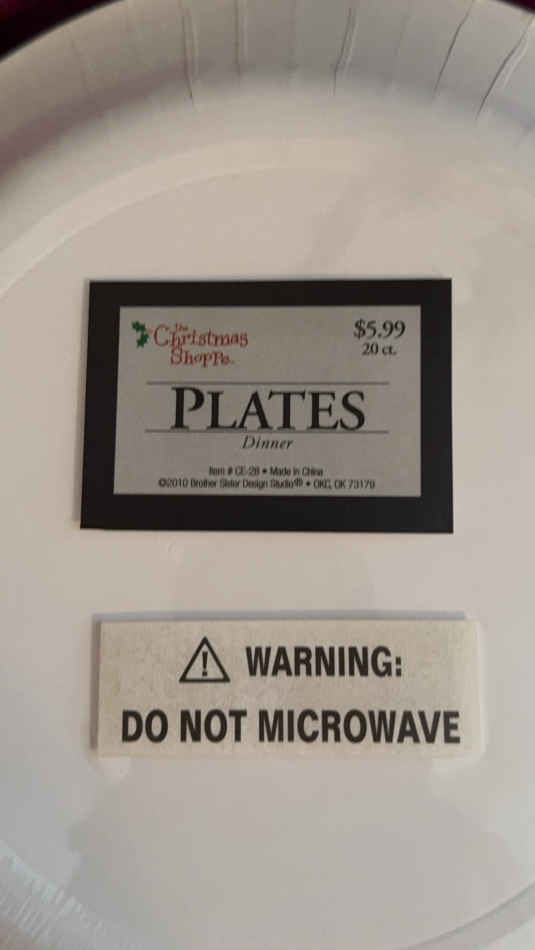 The
Christmas
Shoppe
$5.99
20 ct.
PLATES
Dinner
Item # CE-28 • Made in China
©2010 Brother Sister Design Studio® • OKC, OK 73179
WARNING:
DO NOT MICROWAVE